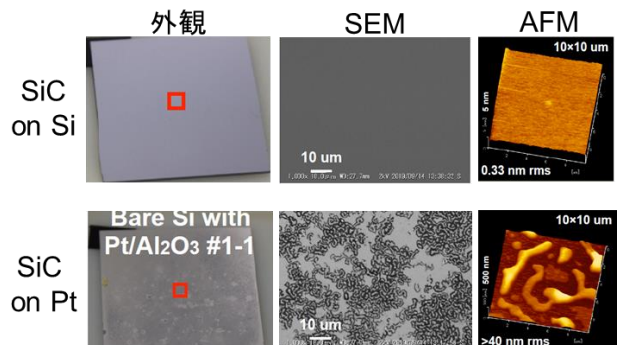 外観 SEM AFM
SiC
on Si
10 um
10×10 um
5 nm
0.33 nm rms
SiC
on Pt
Bare Si with
Pt/Al₂O₃ #1-1
10 um
10×10 um
500 nm
>40 nm rms